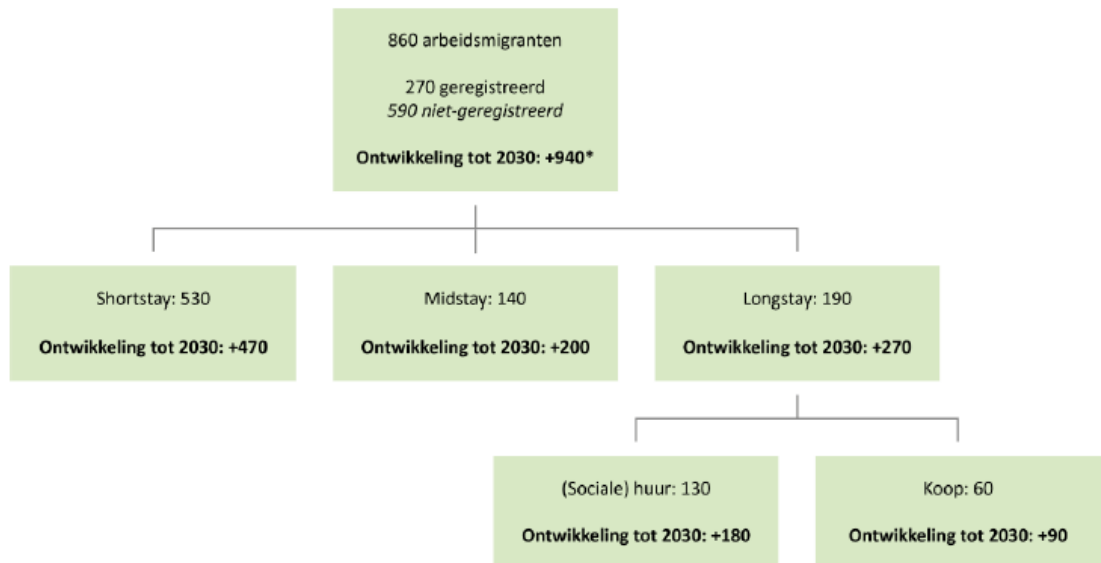 860 arbeidsmigranten
270 geregistreerd
590 niet-geregistreerd
Ontwikkeling tot 2030: +940*
Shortstay: 530
Ontwikkeling tot 2030: +470
Midstay: 140
Ontwikkeling tot 2030: +200
Longstay: 190
Ontwikkeling tot 2030: +270
(Sociale) huur: 130
Ontwikkeling tot 2030: +180
Koop: 60
Ontwikkeling tot 2030: +90